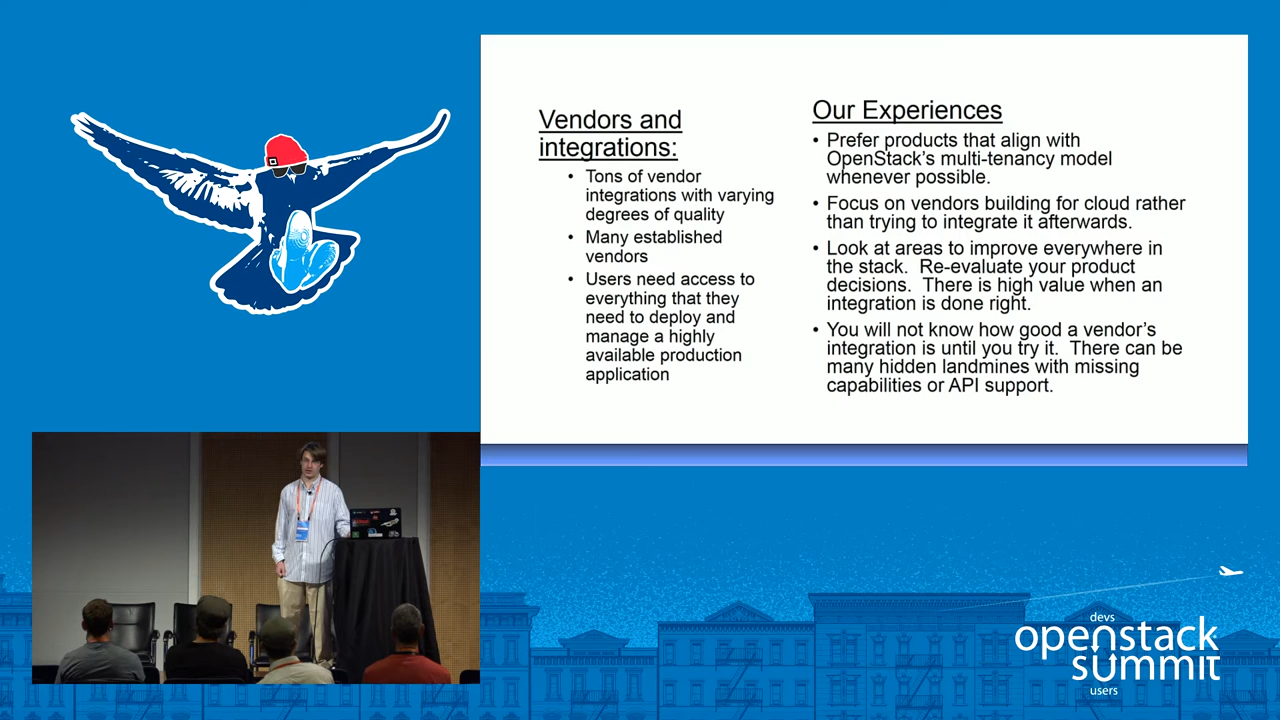 Vendors and
integrations:
• Tons of vendor
integrations with varying
degrees of quality
• Many established
vendors
• Users need access to
everything that they
need to deploy and
manage a highly
available production
application
Our Experiences
• Prefer products that align with
OpenStack's multi-tenancy model
whenever possible.
• Focus on vendors building for cloud rather
than trying to integrate it afterwards.
• Look at areas to improve everywhere in
the stack.  Re-evaluate your product
decisions.  There is high value when an
integration is done right.
• You will not know how good a vendor's
integration is until you try it.  There can be
many hidden landmines with missing
capabilities or API support.
devs
openstack
summit
users